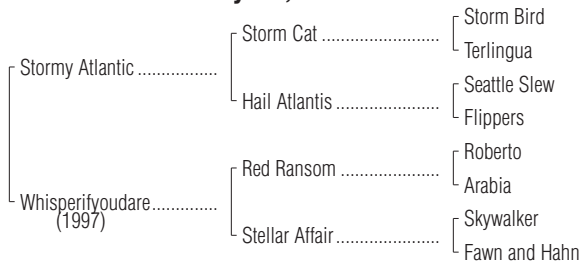 Storm Bird
Storm Cat ......................
Terlingua
Stormy Atlantic ...............
Seattle Slew
Hail Atlantis ...................
Flippers
Roberto
Red Ransom ..................
Arabia
Whisperifyoudare.............
(1997)
Skywalker
Stellar Affair...................
Fawn and Hahn